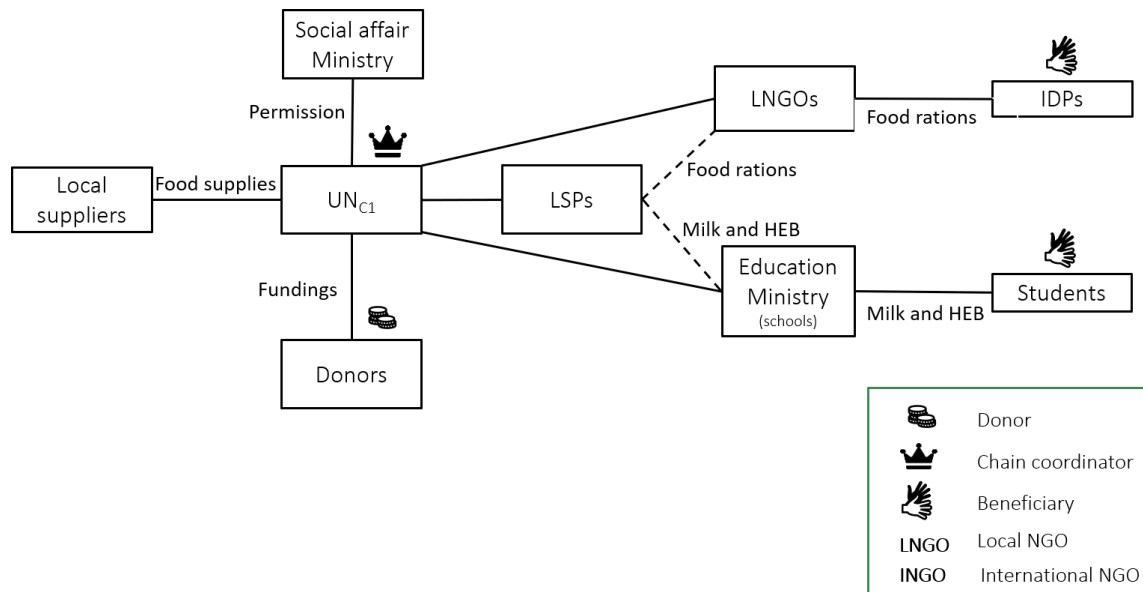 Social affair
Ministry
Permission
LNGOs
Food rations
IDPs
Local
suppliers
Food supplies
UNC1
LSPs
Food rations
Milk and HEB
Education
Ministry
(schools)
Milk and HEB
Students
Fundings
Donors
Donor
Chain coordinator
Beneficiary
LNGO Local NGO
INGO International NGO